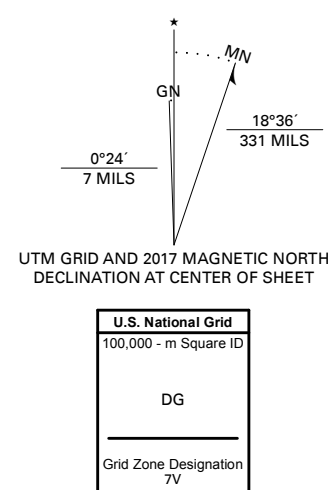 ★
MN
GN
18°36´
331 MILS
0°24´
7 MILS
UTM GRID AND 2017 MAGNETIC NORTH
DECLINATION AT CENTER OF SHEET
U.S. National Grid
100,000 - m Square ID
DG
Grid Zone Designation
7V